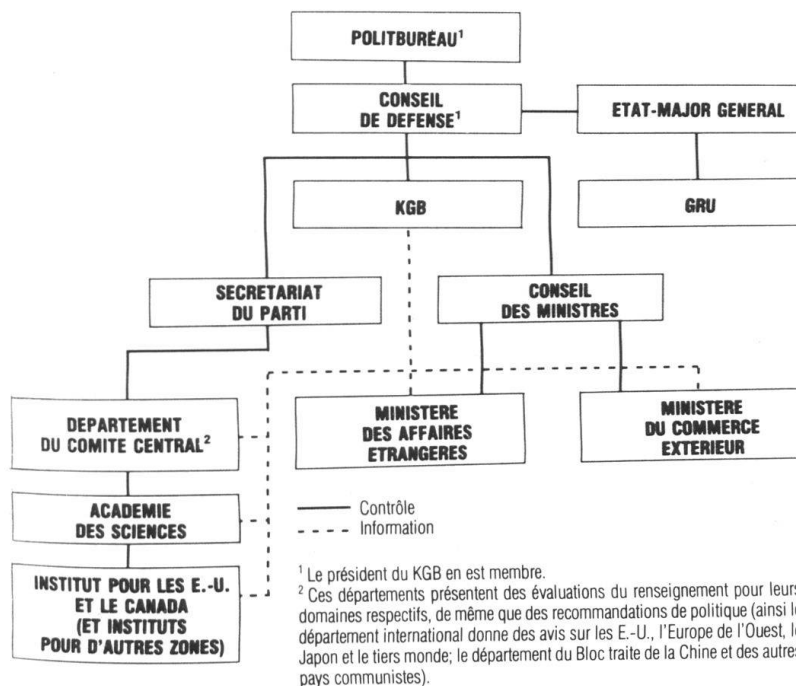 POLITBUREAU¹
CONSEIL
DE DEFENSE¹
ETAT-MAJOR GENERAL
KGB
GRU
SECRETARIAT
DU PARTI
CONSEIL
DES MINISTRES
DEPARTEMENT
DU COMITE CENTRAL²
MINISTERE
DES AFFAIRES
ETRANGERES
MINISTERE
DU COMMERCE
EXTERIEUR
ACADEMIE
DES SCIENCES
INSTITUT POUR LES E.-U.
ET LE CANADA
(ET INSTITUTS
POUR D'AUTRES ZONES)
Contrôle
Information
¹ Le président du KGB en est membre.
² Ces départements présentent des évaluations du renseignement pour leurs
domaines respectifs, de même que des recommandations de politique (ainsi le
département international donne des avis sur les E.-U., l'Europe de l'Ouest, le
Japon et le tiers monde; le département du Bloc traite de la Chine et des autres
pays communistes).